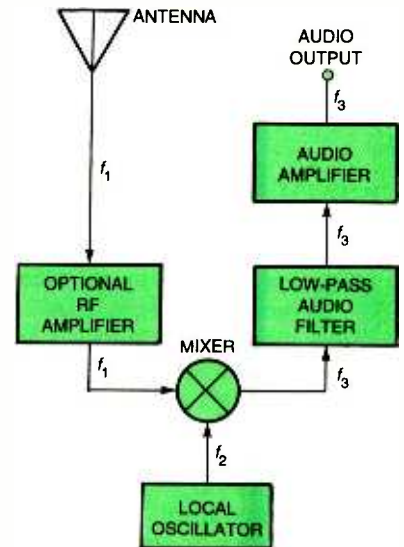 ANTENNA
AUDIO
OUTPUT
f3
AUDIO
AMPLIFIER
f1
f3
OPTIONAL
RF
AMPLIFIER
LOW-PASS
AUDIO
FILTER
MIXER
f1
f3
f2
LOCAL
OSCILLATOR